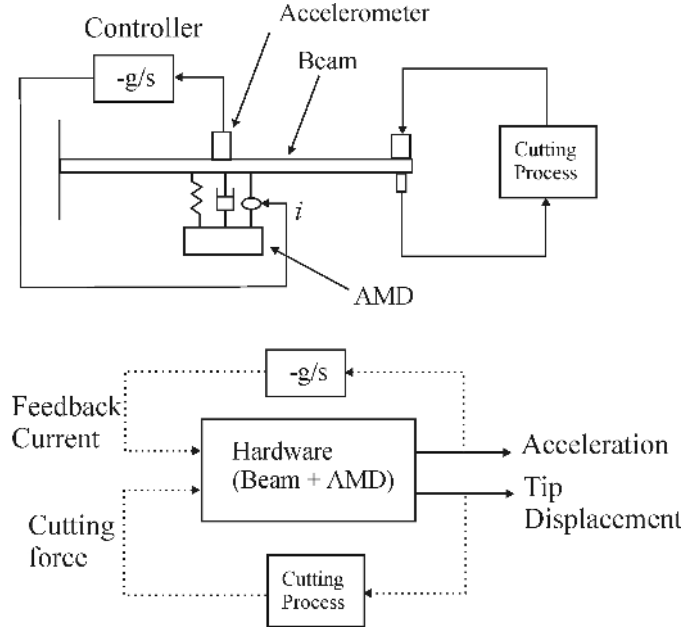 Accelerometer
Controller
Beam
-g/s
Cutting
Process
i
AMD
-g/s
Feedback
Current
Hardware
(Beam + AMD)
Acceleration
Tip
Displacement
Cutting
force
Cutting
Process